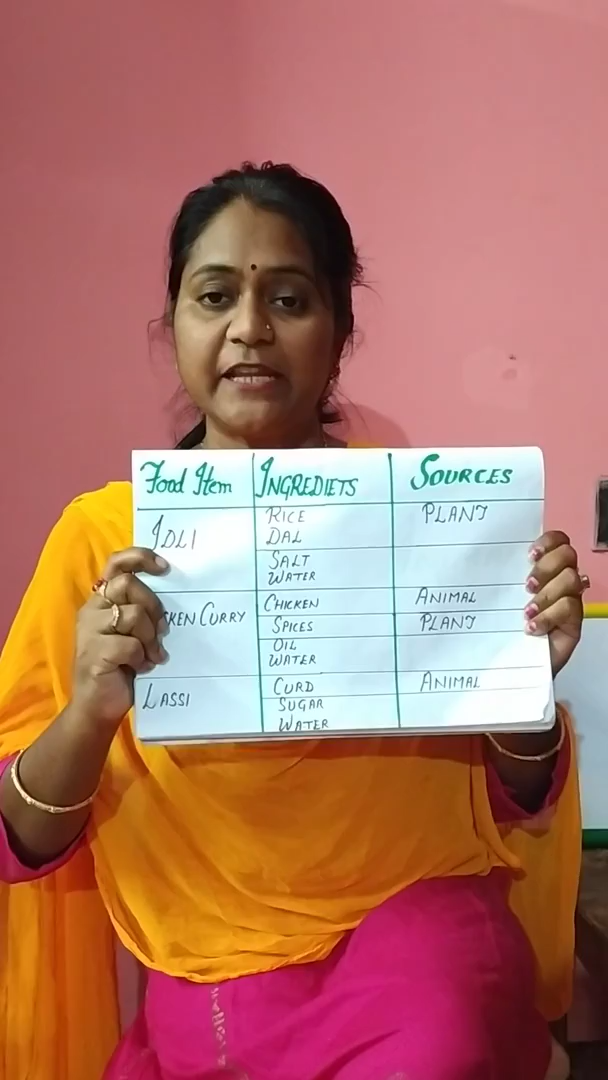 Food Item INGREDIETS SOURCES
IDLI RICE PLANT
DAL
SALT
WATER
CURRY CHICKEN ANIMAL
SPICES PLANT
OIL
WATER
LASSI CURD ANIMAL
SUGAR
WATER